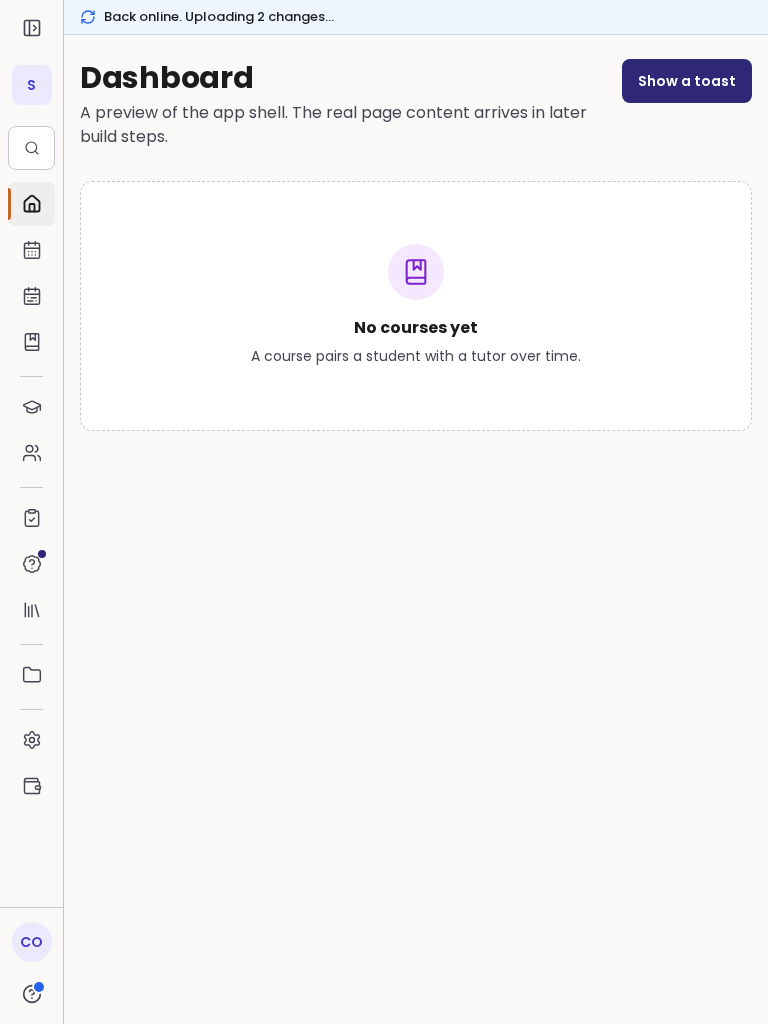 Back online. Uploading 2 changes...
S
Dashboard
Show a toast
A preview of the app shell. The real page content arrives in later
build steps.
No courses yet
A course pairs a student with a tutor over time.
CO